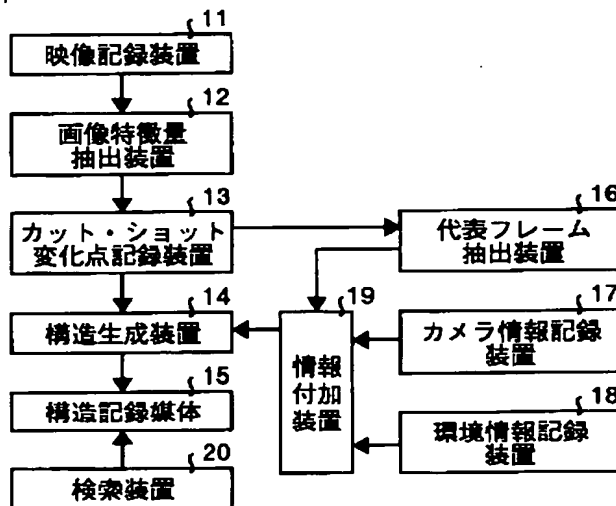 11
映像記録装置
12
画像特徴量
抽出装置
13
カット・ショット
変化点記録装置
14
構造生成装置
15
構造記録媒体
20
検索装置
16
代表フレーム
抽出装置
19
情報
付加
装置
17
カメラ情報記録
装置
18
環境情報記録
装置